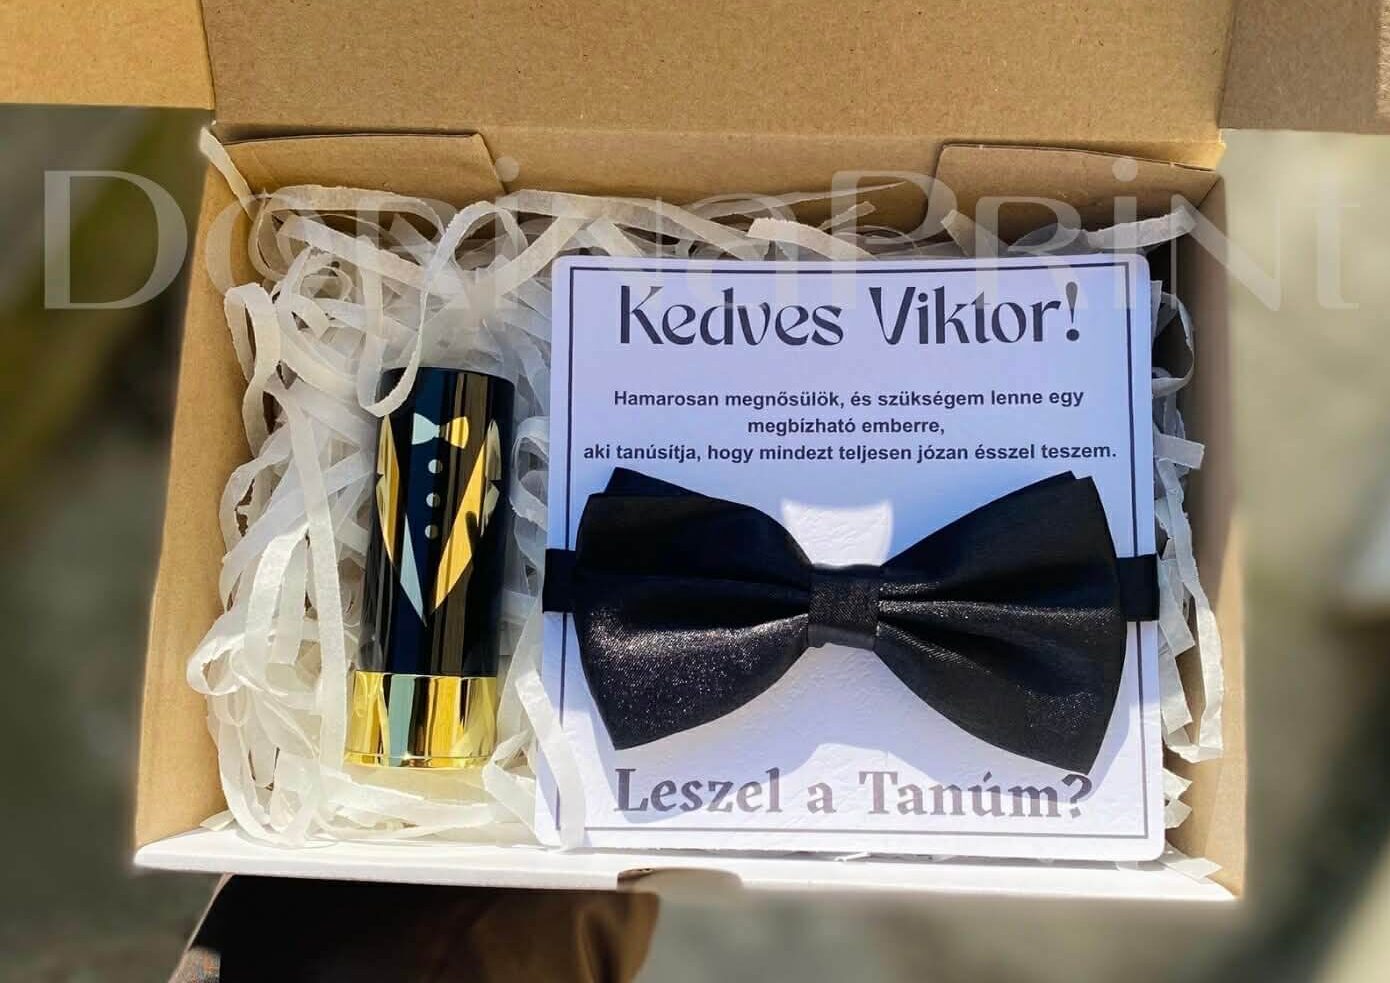 DorinaPrint
Kedves Viktor!
Hamarosan megnősülök, és szükségem lenne egy
megbízható emberre,
aki tanúsítja, hogy mindezt teljesen józan ésszel teszem.
Leszel a Tanúm?